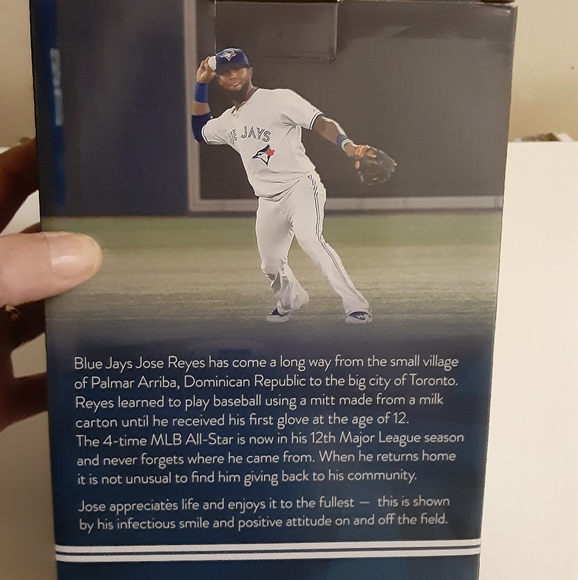 BLUE JAYS
Blue Jays Jose Reyes has come a long way from the small village
of Palmar Arriba, Dominican Republic to the big city of Toronto.
Reyes learned to play baseball using a mitt made from a milk
carton until he received his first glove at the age of 12.
The 4-time MLB All-Star is now in his 12th Major League season
and never forgets where he came from. When he returns home
it is not unusual to find him giving back to his community.
Jose appreciates life and enjoys it to the fullest — this is shown
by his infectious smile and positive attitude on and off the field.